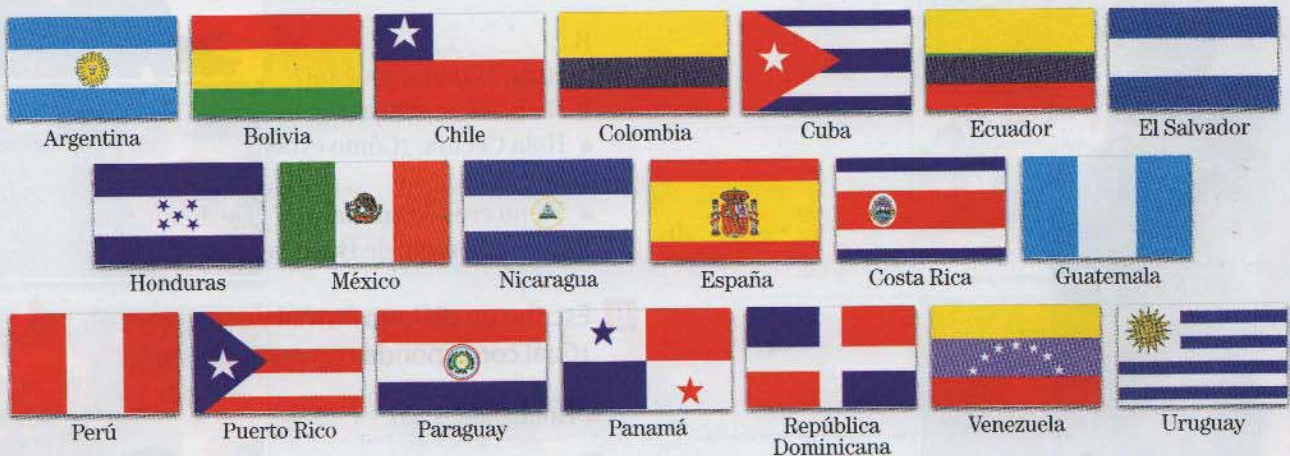 Argentina Bolivia Chile Colombia Cuba Ecuador El Salvador
Honduras México Nicaragua España Costa Rica Guatemala
Perú Puerto Rico Paraguay Panamá República Dominicana Venezuela Uruguay